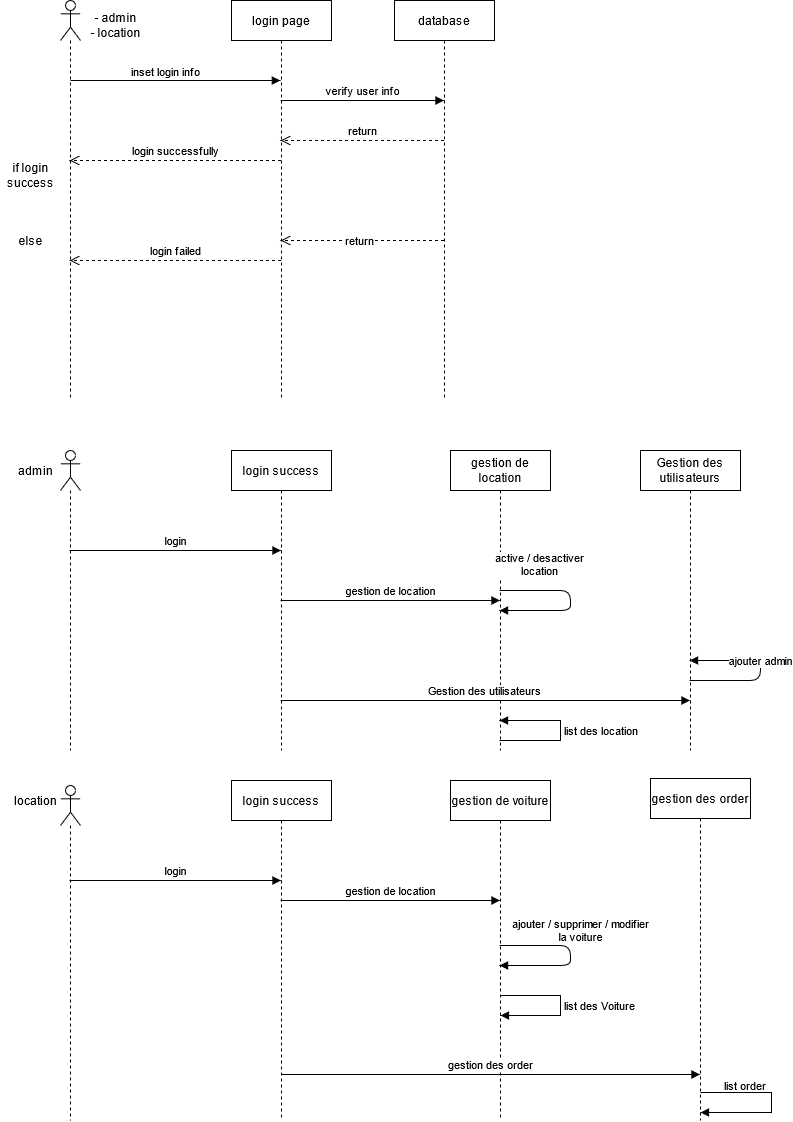 - admin
- location
login page
database
inset login info
verify user info
return
login successfully
if login
success
else
return
login failed
admin
login success
gestion de
location
Gestion des
utilisateurs
login
active / desactiver
location
gestion de location
ajouter admin
Gestion des utilisateurs
list des location
location
login success
gestion de voiture
gestion des order
login
gestion de location
ajouter / supprimer / modifier
la voiture
list des Voiture
gestion des order
list order